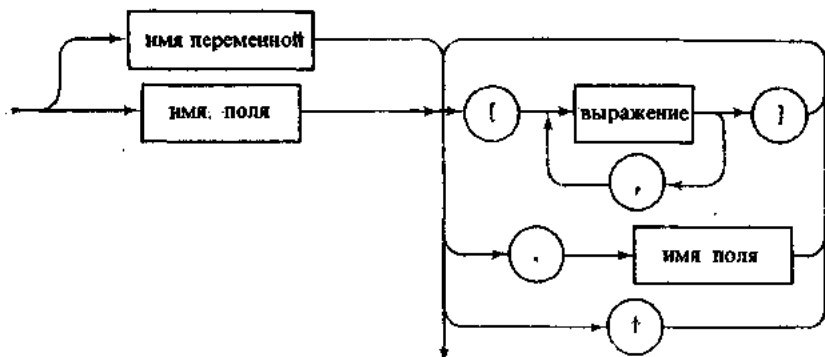 имя переменной
имя. поля
[ выражение ]
,
. имя поля
↑